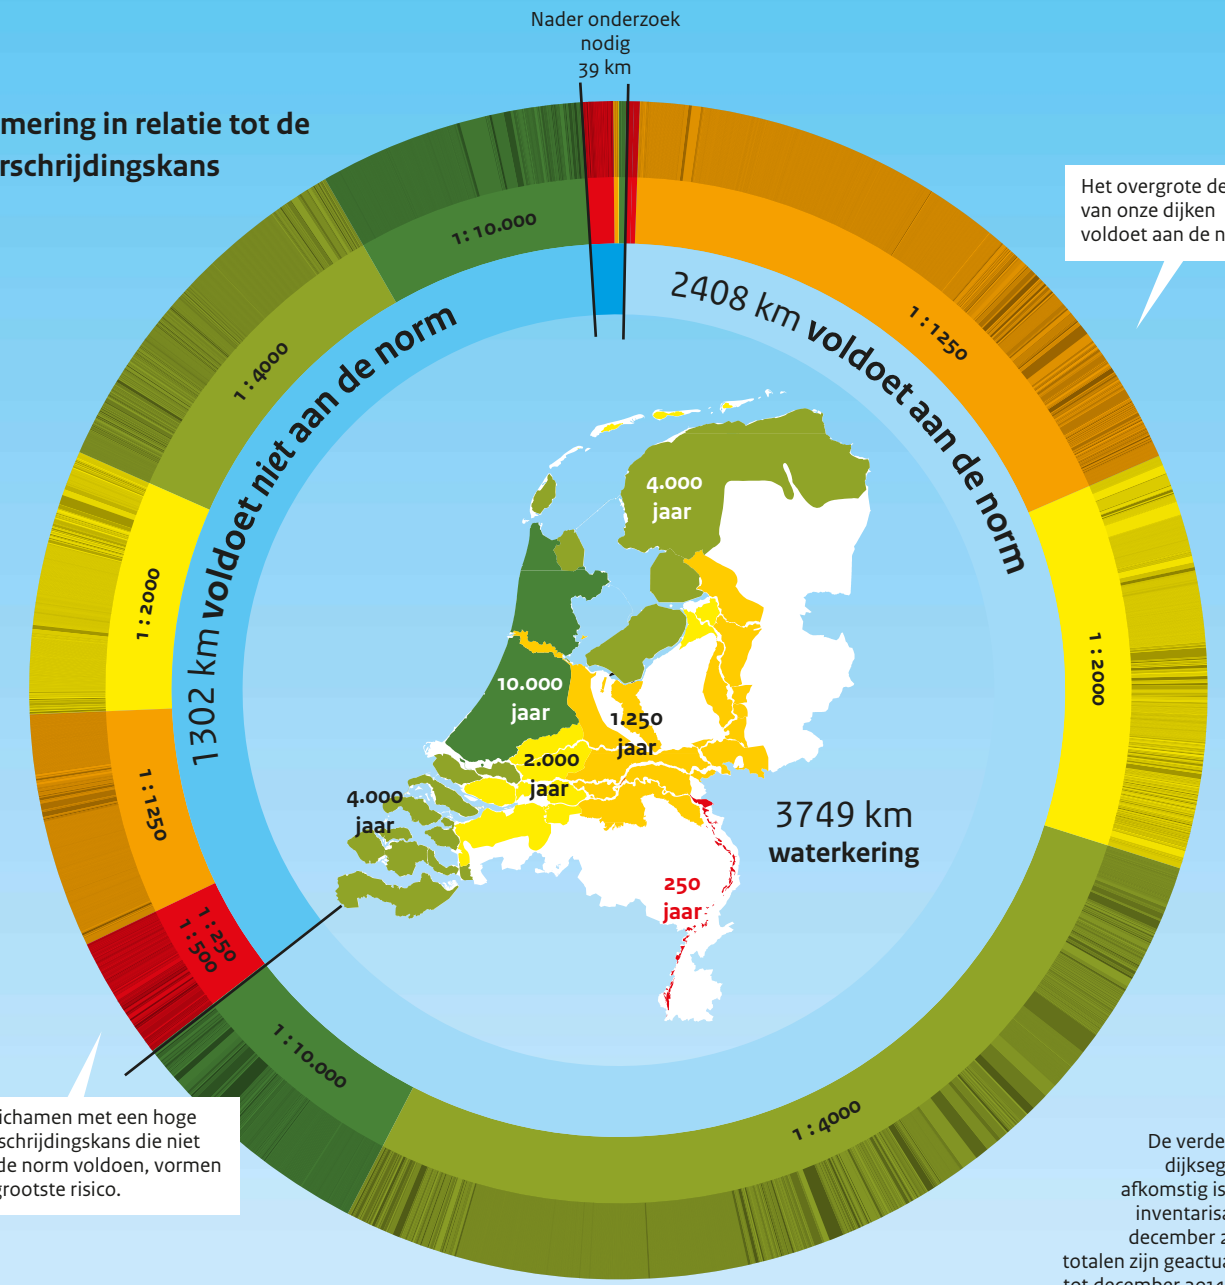 Nader onderzoek
nodig
39 km
mering in relatie tot de
rschrijdingskans
Het overgrote de
van onze dijken
voldoet aan de n
1:10.000
1:4000
1:2000
1:1250
1:250
1:500
1302 km voldoet niet aan de norm
2408 km voldoet aan de norm
1:1250
1:2000
1:4000
1:10.000
4.000
jaar
10.000
jaar
1.250
jaar
2.000
jaar
4.000
jaar
250
jaar
3749 km
waterkering
ichamen met een hoge
schrijdingskans die niet
de norm voldoen, vormen
grootste risico.
De verde
dijkseg
afkomstig is
inventarisa
december 2
totalen zijn geactua
tot december 2014